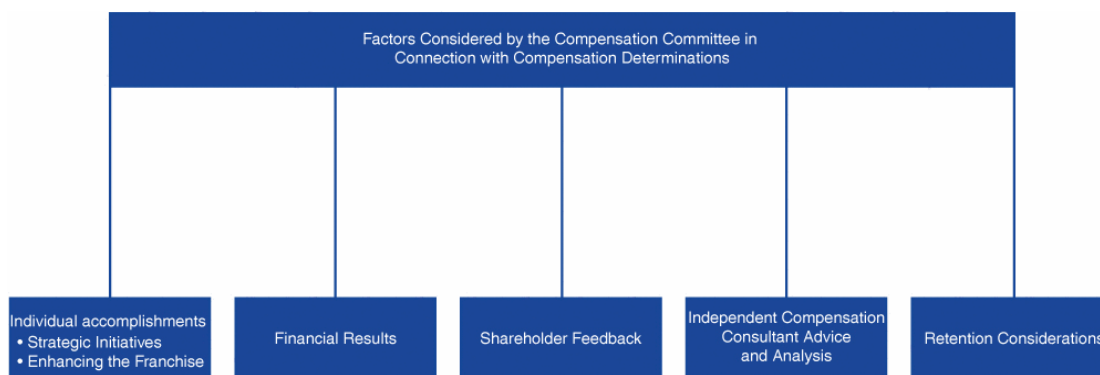 Factors Considered by the Compensation Committee in
Connection with Compensation Determinations
Individual accomplishments
• Strategic Initiatives
• Enhancing the Franchise
Financial Results
Shareholder Feedback
Independent Compensation
Consultant Advice
and Analysis
Retention Considerations